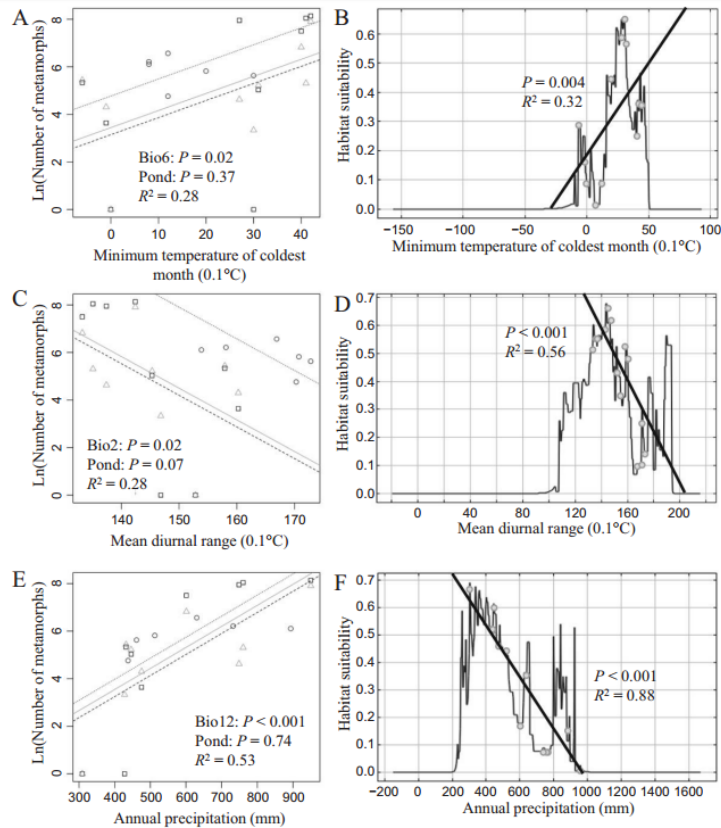 A
Ln(Number of metamorphs)
8
6
4
2
0
Bio6: P = 0.02
Pond: P = 0.37
R² = 0.28
0 10 20 30 40
Minimum temperature of coldest
month (0.1°C)
B
Habitat suitability
0.7
0.6
0.5
0.4
0.3
0.2
0.1
0.0
P = 0.004
R² = 0.32
−150 −100 −50 0 50 100
Minimum temperature of coldest month (0.1°C)
C
Ln(Number of metamorphs)
8
6
4
2
0
Bio2: P = 0.02
Pond: P = 0.07
R² = 0.28
140 150 160 170
Mean diurnal range (0.1°C)
D
Habitat suitability
0.7
0.6
0.5
0.4
0.3
0.2
0.1
0.0
P < 0.001
R² = 0.56
0 40 80 120 160 200
Mean diurnal range (0.1°C)
E
Ln(Number of metamorphs)
8
6
4
2
0
Bio12: P < 0.001
Pond: P = 0.74
R² = 0.53
300 400 500 600 700 800 900
Annual precipitation (mm)
F
Habitat suitability
0.7
0.6
0.5
0.4
0.3
0.2
0.1
0.0
P < 0.001
R² = 0.88
−200 0 200 400 600 800 1000 1200 1400 1600
Annual precipitation (mm)